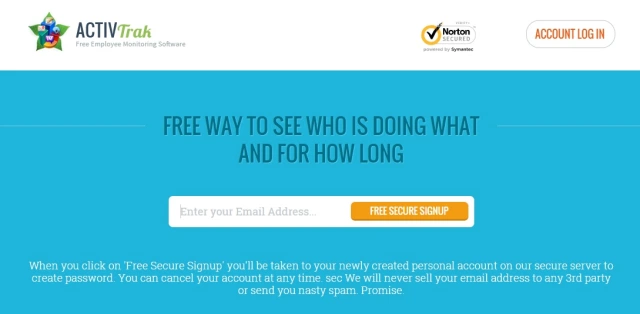 ACTIVTrak
Free Employee Monitoring Software
Norton
SECURED
powered by Symantec
ACCOUNT LOG IN
FREE WAY TO SEE WHO IS DOING WHAT
AND FOR HOW LONG
Enter your Email Address...
FREE SECURE SIGNUP
When you click on 'Free Secure Signup' you'll be taken to your newly created personal account on our secure server to
create password. You can cancel your account at any time. sec We will never sell your email address to any 3rd party
or send you nasty spam. Promise.